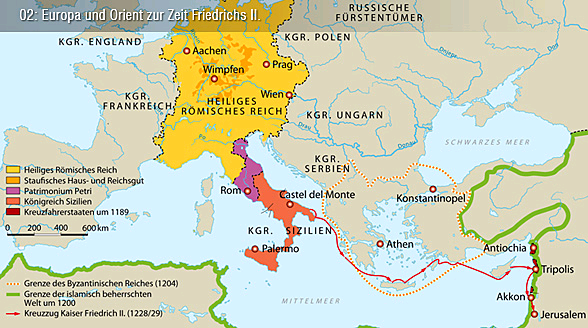 02: Europa und Orient zur Zeit Friedrichs II.
RUSSISCHE
FÜRSTENTÜMER
KGR. ENGLAND
KGR. POLEN
Aachen
Prag
Wimpfen
Wien
KGR.
FRANKREICH
HEILIGES
RÖMISCHES REICH
KGR. UNGARN
SCHWARZES MEER
KGR.
SERBIEN
Heiliges Römisches Reich
Staufisches Haus- und Reichsgut
Patrimonium Petri
Königreich Sizilien
Kreuzfahrerstaaten um 1189
0 200 400 600 km
Rom
Castel del Monte
Konstantinopel
KGR. SIZILIEN
Palermo
Athen
Antiochia
Tripolis
Akkon
Jerusalem
MITTELMEER
Grenze des Byzantinischen Reiches (1204)
Grenze der islamisch beherrschten
Welt um 1200
Kreuzzug Kaiser Friedrich II. (1228/29)